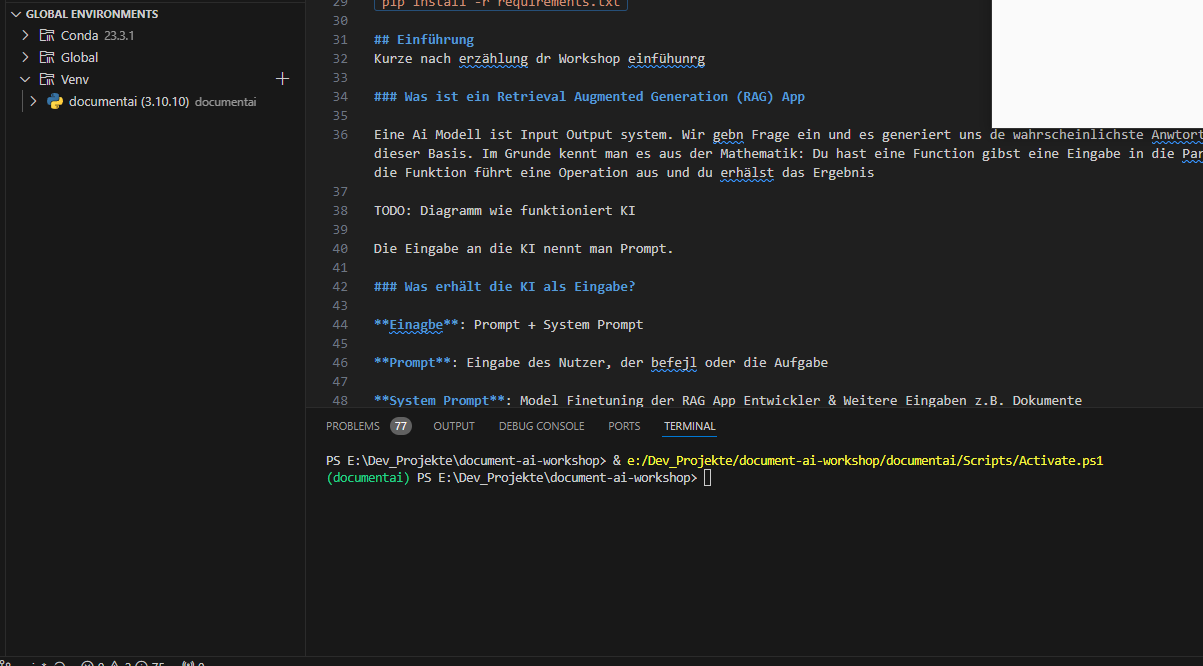 GLOBAL ENVIRONMENTS
Conda 23.3.1
Global
Venv
documentai (3.10.10) documentai
29 pip install -r requirements.txt
30
31 ## Einführung
32 Kurze nach erzählung dr Workshop einfühunrg
33
34 ### Was ist ein Retrieval Augmented Generation (RAG) App
35
36 Eine Ai Modell ist Input Output system. Wir gebn Frage ein und es generiert uns de wahrscheinlichste Anwtort
dieser Basis. Im Grunde kennt man es aus der Mathematik: Du hast eine Function gibst eine Eingabe in die Par
die Funktion führt eine Operation aus und du erhälst das Ergebnis
37
38 TODO: Diagramm wie funktioniert KI
39
40 Die Eingabe an die KI nennt man Prompt.
41
42 ### Was erhält die KI als Eingabe?
43
44 **Einagbe**: Prompt + System Prompt
45
46 **Prompt**: Eingabe des Nutzer, der befejl oder die Aufgabe
47
48 **System Prompt**: Model Finetuning der RAG App Entwickler & Weitere Eingaben z.B. Dokumente
PROBLEMS 77 OUTPUT DEBUG CONSOLE PORTS TERMINAL
PS E:\Dev_Projekte\document-ai-workshop> & e:/Dev_Projekte/document-ai-workshop/documentai/Scripts/Activate.ps1
(documentai) PS E:\Dev_Projekte\document-ai-workshop>